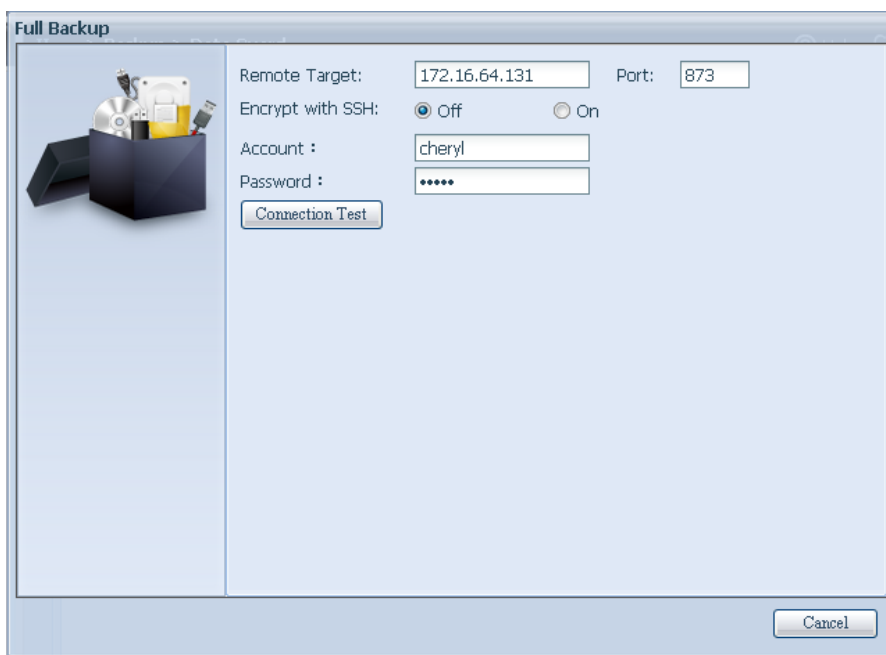 Full Backup
Remote Target: 172.16.64.131 Port: 873
Encrypt with SSH: Off On
Account : cheryl
Password : •••••
Connection Test
Cancel